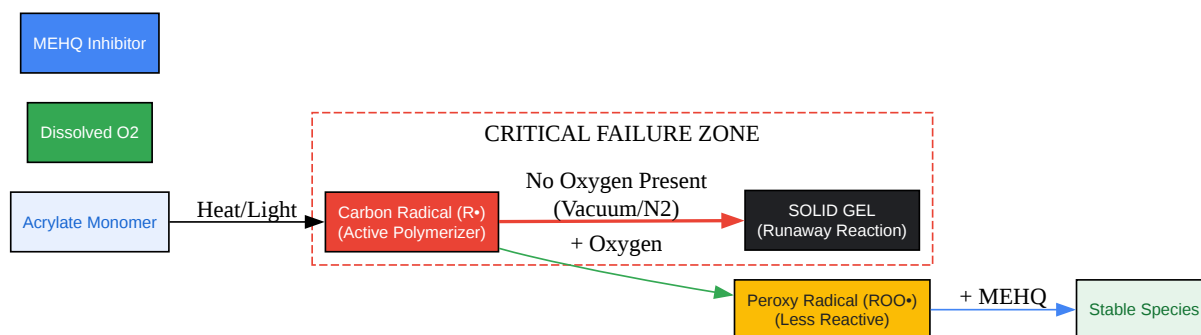 MEHQ Inhibitor
Dissolved O2
CRITICAL FAILURE ZONE
Acrylate Monomer
Heat/Light
Carbon Radical (R•)
(Active Polymerizer)
No Oxygen Present
(Vacuum/N2)
SOLID GEL
(Runaway Reaction)
+ Oxygen
Peroxy Radical (ROO•)
(Less Reactive)
+ MEHQ
Stable Species